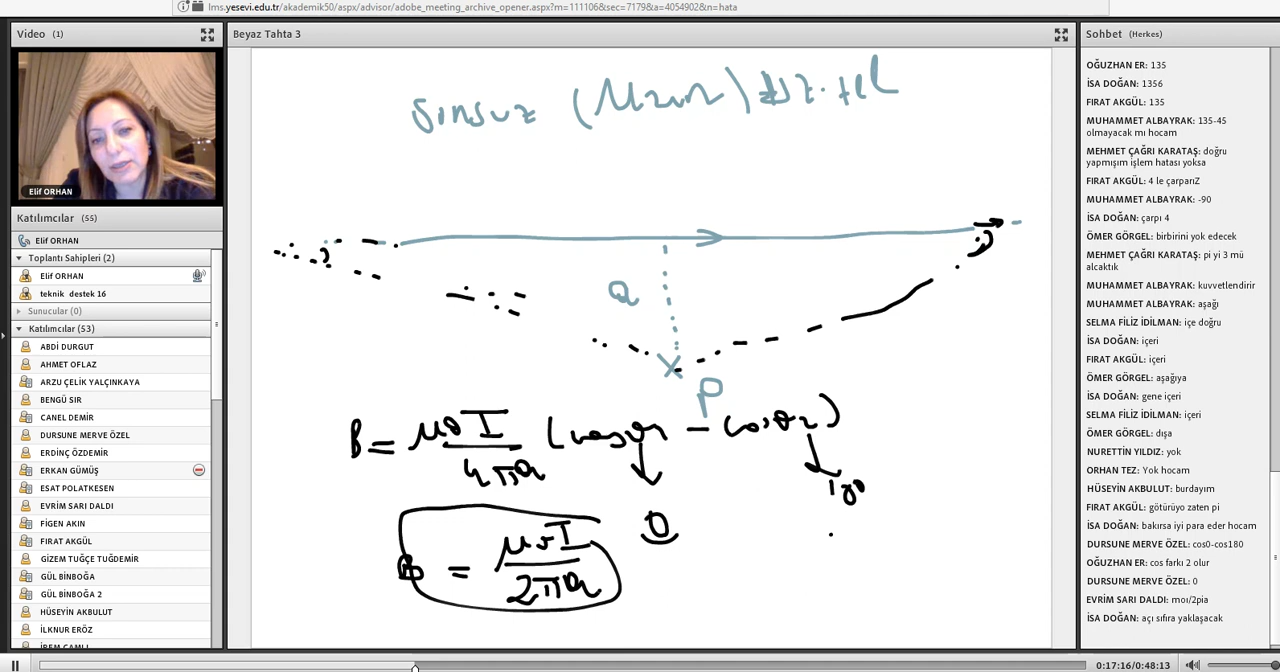 lms.yesevi.edu.tr/akademik50/aspx/advisor/adobe_meeting_archive_opener.aspx?m=111106&sec=7179&a=4054902&n=hata
Video (1)
Elif ORHAN
Katılımcılar (55)
Elif ORHAN
Toplantı Sahipleri (2)
Elif ORHAN
teknik destek 16
Sunucular (0)
Katılımcılar (53)
ABDİ DURGUT
AHMET OFLAZ
ARZU ÇELİK YALÇINKAYA
BENGÜ SIR
CANEL DEMİR
DURSUNE MERVE ÖZEL
ERDİNÇ ÖZDEMİR
ERKAN GÜMÜŞ
ESAT POLATKESEN
EVRİM SARI DALDI
FİGEN AKIN
FIRAT AKGÜL
GİZEM TUĞÇE TUĞDEMİR
GÜL BİNBOĞA
GÜL BİNBOĞA 2
HÜSEYİN AKBULUT
İLKNUR ERÖZ
İREM CAMLI
Beyaz Tahta 3
Sonsuz (Uzun) düz tel
a
P
B = μ0 I / 4πa (cosθ1 - cosθ2)
180
0
B = μ0 I / 2πa
Sohbet (Herkes)
OĞUZHAN ER: 135
İSA DOĞAN: 1356
FIRAT AKGÜL: 135
MUHAMMET ALBAYRAK: 135-45
olmayacak mı hocam
MEHMET ÇAĞRI KARATAŞ: doğru
yapmışım işlem hatası yoksa
FIRAT AKGÜL: 4 le çarparıZ
MUHAMMET ALBAYRAK: -90
İSA DOĞAN: çarpı 4
ÖMER GÖRGEL: birbirini yok edecek
MEHMET ÇAĞRI KARATAŞ: pi yi 3 mü
alcaktık
MUHAMMET ALBAYRAK: kuvvetlendirir
MUHAMMET ALBAYRAK: aşağı
SELMA FİLİZ İDİLMAN: içe doğru
İSA DOĞAN: içeri
FIRAT AKGÜL: içeri
ÖMER GÖRGEL: aşağıya
İSA DOĞAN: gene içeri
SELMA FİLİZ İDİLMAN: içeri
ÖMER GÖRGEL: dışa
NURETTİN YILDIZ: yok
ORHAN TEZ: Yok hocam
HÜSEYİN AKBULUT: burdayım
FIRAT AKGÜL: götürüyo zaten pi
İSA DOĞAN: bakırsa iyi para eder hocam
DURSUNE MERVE ÖZEL: cos0-cos180
OĞUZHAN ER: cos farkı 2 olur
DURSUNE MERVE ÖZEL: 0
EVRİM SARI DALDI: moı/2pia
İSA DOĞAN: açı sıfıra yaklaşacak
0:17:16/0:48:13